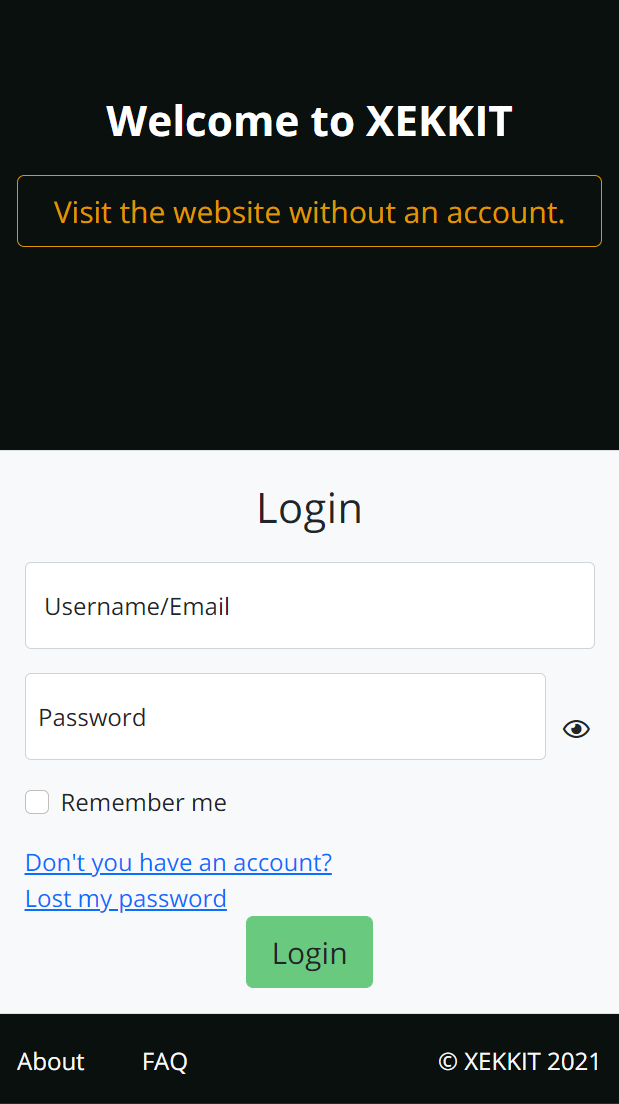 Welcome to XEKKIT
Visit the website without an account.
Login
Username/Email
Password
Remember me
Don't you have an account?
Lost my password
Login
About FAQ © XEKKIT 2021